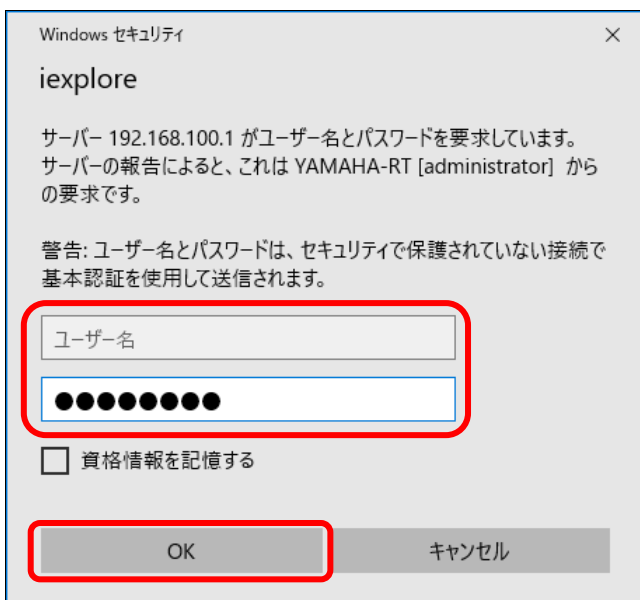 Windows セキュリティ
iexplore
サーバー 192.168.100.1 がユーザー名とパスワードを要求しています。
サーバーの報告によると、これは YAMAHA-RT [administrator] から
の要求です。
警告: ユーザー名とパスワードは、セキュリティで保護されていない接続で
基本認証を使用して送信されます。
ユーザー名
●●●●●●●●
資格情報を記憶する
OK
キャンセル